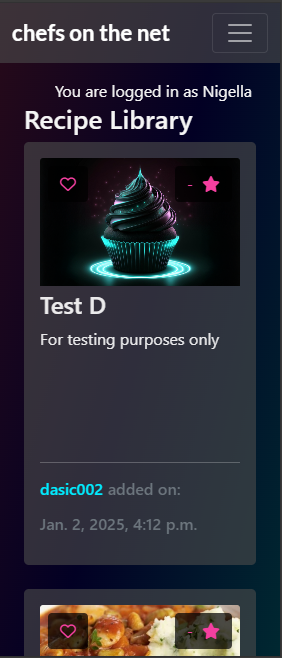 chefs on the net
You are logged in as Nigella
Recipe Library
-
Test D
For testing purposes only
dasic002 added on:
Jan. 2, 2025, 4:12 p.m.
-